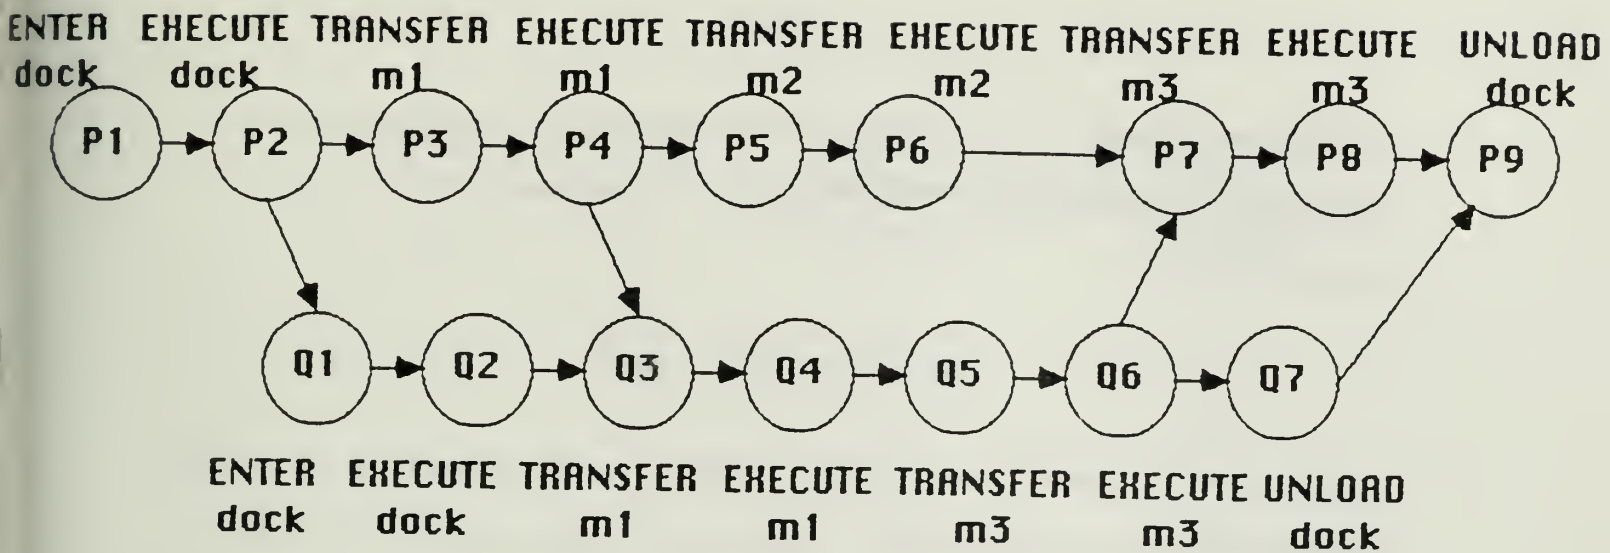 ENTER EXECUTE TRANSFER EXECUTE TRANSFER EXECUTE TRANSFER EXECUTE UNLOAD
dock dock m1 m1 m2 m2 m3 m3 dock
P1 P2 P3 P4 P5 P6 P7 P8 P9
Q1 Q2 Q3 Q4 Q5 Q6 Q7
ENTER EXECUTE TRANSFER EXECUTE TRANSFER EXECUTE UNLOAD
dock dock m1 m1 m3 m3 dock